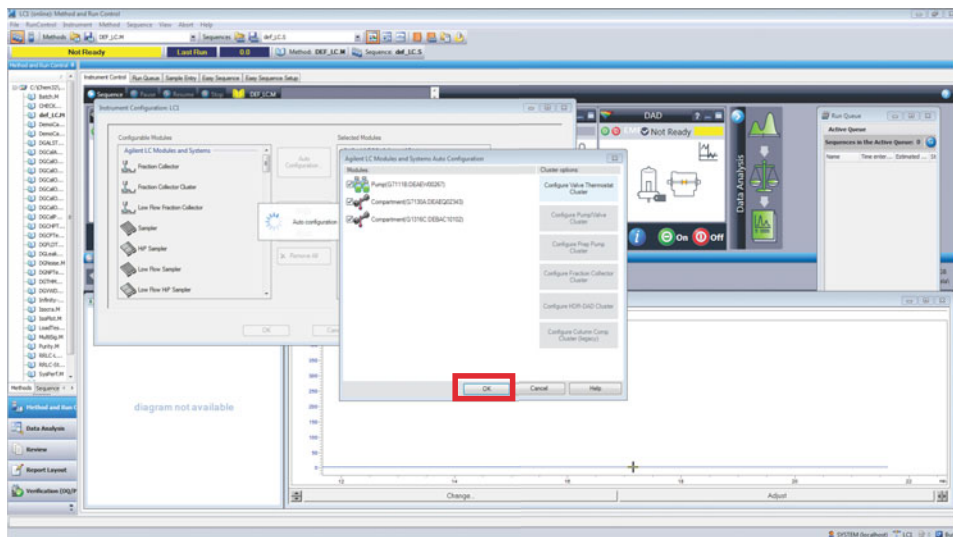 LC1 (online): Method and Run Control
File RunControl Instrument Method Sequence View Abort Help
Methods DEF_LC.M Sequences def_LC.S
Not Ready Last Run 0.0 Method: DEF_LC.M Sequence: def_LC.S
Method and Run Control
Instrument Control Run Queue Sample Entry Easy Sequence Easy Sequence Setup
Sequence Pause Resume Stop DEF_LC.M
Batch.M
def_LC.M
Isocra.M
Purity.M
Methods Sequence
Method and Run C
Data Analysis
Review
Report Layout
Verification (OQ/P
Instrument Configuration: LC1
Configurable Modules
Agilent LC Modules and Systems
Fraction Collector
Fraction Collector Cluster
Low Flow Fraction Collector
Sampler
HiP Sampler
Low Flow Sampler
Low Flow HiP Sampler
Selected Modules
Auto Configuration...
Auto configuration
Remove All
OK
Agilent LC Modules and Systems Auto Configuration
Modules:
Pump(G7111B:DEAEH00267)
Compartment(G7130A:DEAEQ02343)
Compartment(G1316C:DEBAC10102)
Cluster options:
Configure Valve Thermostat Cluster
Configure Pump/Valve Cluster
Configure Prep Pump Cluster
Configure Fraction Collector Cluster
Configure HDR-DAD Cluster
Configure Column Comp. Cluster (legacy)
OK Cancel Help
DAD
Not Ready
On Off
Data Analysis
Run Queue
Active Queue
Sequences in the Active Queue: 0
Name Time enter... Estimated ...
diagram not available
12 14 16 18 20 22
Change... Adjust
SYSTEM (localhost) LC1